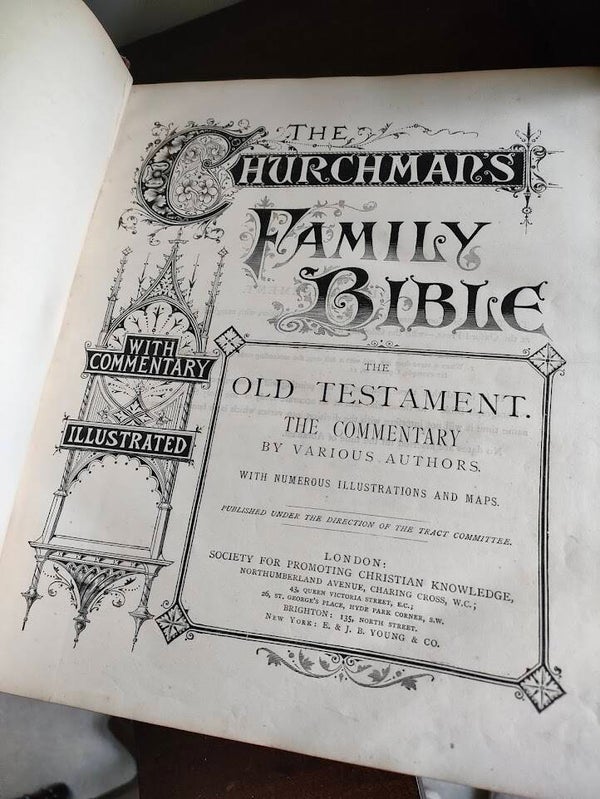 THE
CHURCHMAN'S
FAMILY
BIBLE
WITH
COMMENTARY
ILLUSTRATED
THE
OLD TESTAMENT.
THE COMMENTARY
BY VARIOUS AUTHORS.
WITH NUMEROUS ILLUSTRATIONS AND MAPS.
PUBLISHED UNDER THE DIRECTION OF THE TRACT COMMITTEE.
LONDON:
SOCIETY FOR PROMOTING CHRISTIAN KNOWLEDGE,
NORTHUMBERLAND AVENUE, CHARING CROSS, W.C.;
43, QUEEN VICTORIA STREET, E.C.;
26, ST. GEORGE'S PLACE, HYDE PARK CORNER, S.W.
BRIGHTON: 135, NORTH STREET.
NEW YORK: E. & J. B. YOUNG & CO.